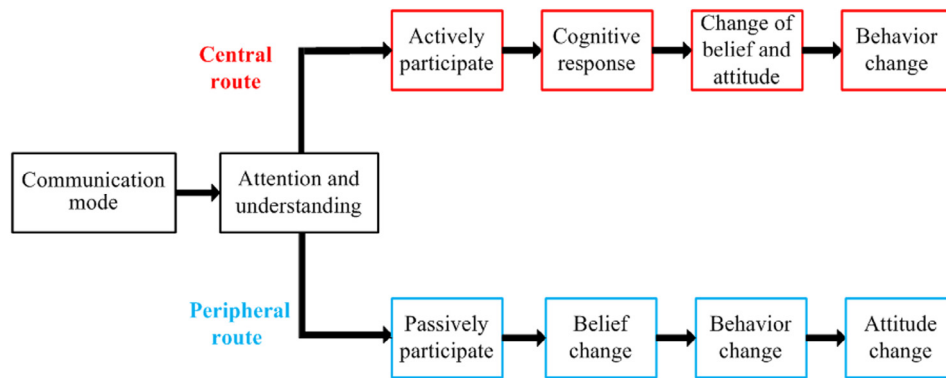 Central
route
Actively
participate
Cognitive
response
Change of
belief and
attitude
Behavior
change
Communication
mode
Attention and
understanding
Peripheral
route
Passively
participate
Belief
change
Behavior
change
Attitude
change